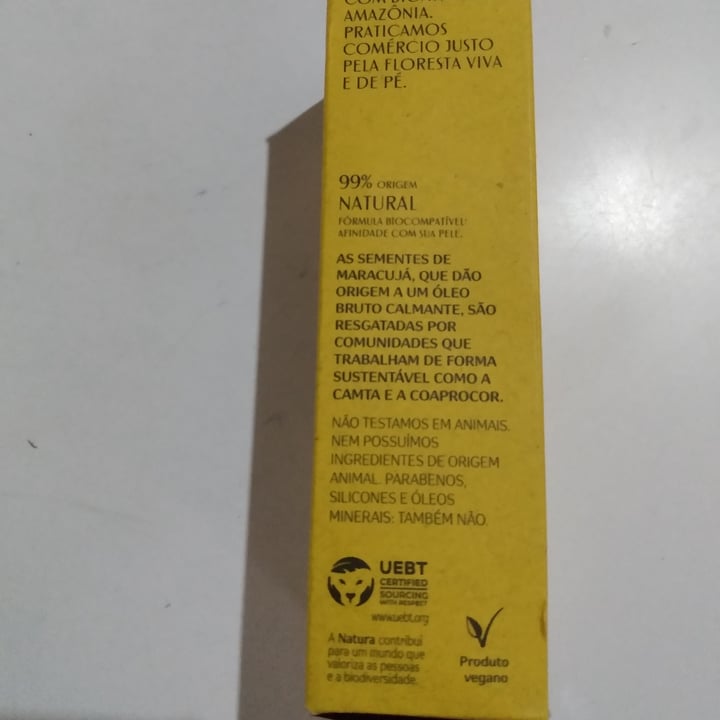 AMAZÔNIA.
PRATICAMOS
COMÉRCIO JUSTO
PELA FLORESTA VIVA
E DE PÉ.
99% ORIGEM
NATURAL
FÓRMULA BIOCOMPATÍVEL:
AFINIDADE COM SUA PELE.
AS SEMENTES DE
MARACUJÁ, QUE DÃO
ORIGEM A UM ÓLEO
BRUTO CALMANTE, SÃO
RESGATADAS POR
COMUNIDADES QUE
TRABALHAM DE FORMA
SUSTENTÁVEL COMO A
CAMTA E A COAPROCOR.
NÃO TESTAMOS EM ANIMAIS.
NEM POSSUÍMOS
INGREDIENTES DE ORIGEM
ANIMAL. PARABENOS,
SILICONES E ÓLEOS
MINERAIS: TAMBÉM NÃO.
UEBT
CERTIFIED
SOURCING
WITH RESPECT
www.uebt.org
A Natura contribui
para um mundo que
valoriza as pessoas
e a biodiversidade.
Produto
vegano